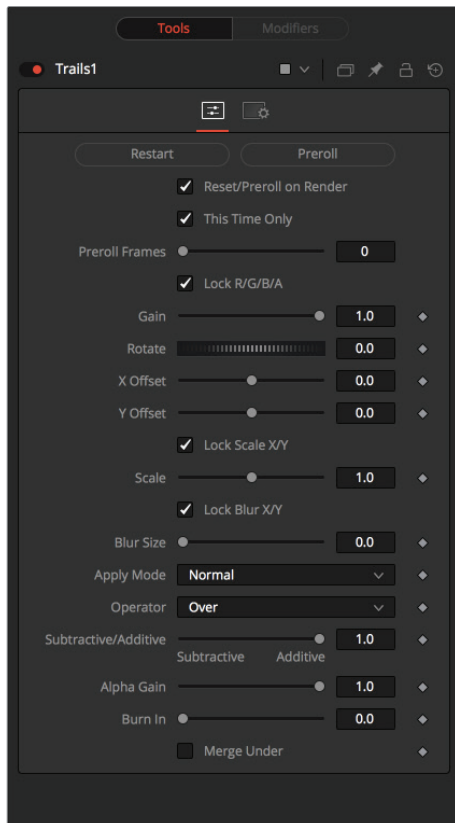 Tools Modifiers
Trails1
Restart Preroll
Reset/Preroll on Render
This Time Only
Preroll Frames 0
Lock R/G/B/A
Gain 1.0
Rotate 0.0
X Offset 0.0
Y Offset 0.0
Lock Scale X/Y
Scale 1.0
Lock Blur X/Y
Blur Size 0.0
Apply Mode Normal
Operator Over
Subtractive/Additive 1.0
Subtractive Additive
Alpha Gain 1.0
Burn In 0.0
Merge Under